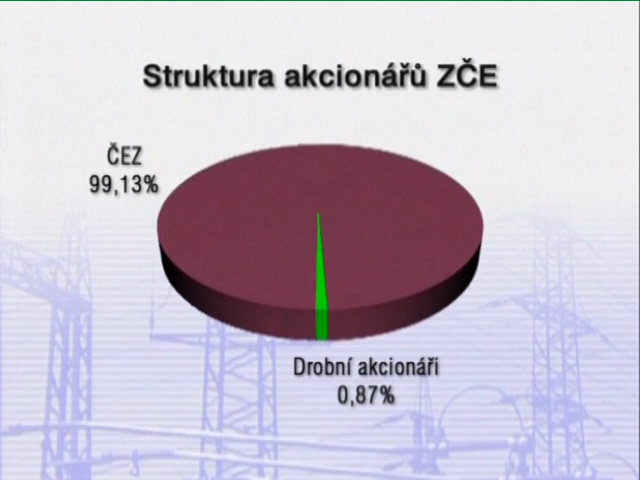 Struktura akcionářů ZČE
ČEZ
99,13%
Drobní akcionáři
0,87%